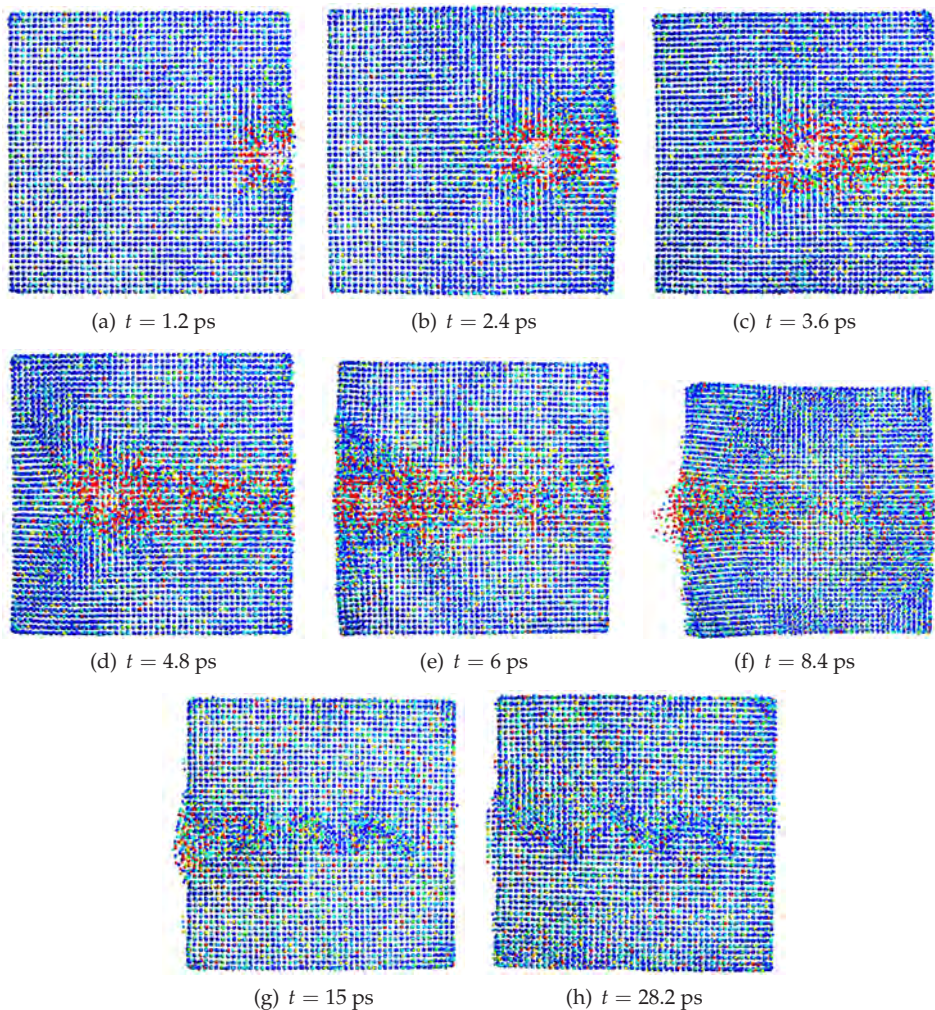 (a) t = 1.2 ps
(b) t = 2.4 ps
(c) t = 3.6 ps
(d) t = 4.8 ps
(e) t = 6 ps
(f) t = 8.4 ps
(g) t = 15 ps
(h) t = 28.2 ps